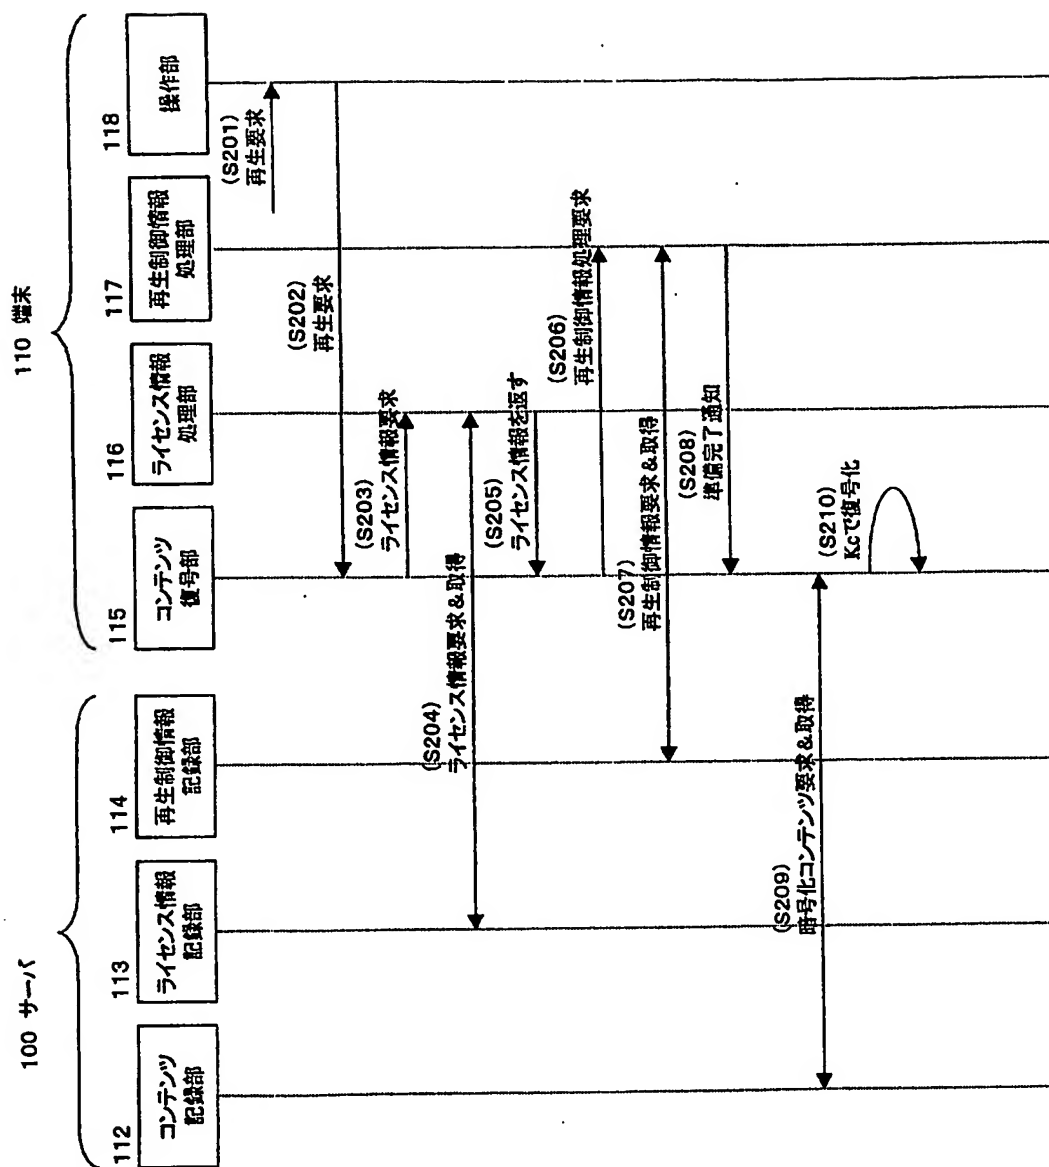 100 サーバ
110 端末
112
コンテンツ
記録部
113
ライセンス情報
記録部
114
再生制御情報
記録部
115
コンテンツ
復号部
116
ライセンス情報
処理部
117
再生制御情報
処理部
118
操作部
(S201)
再生要求
(S202)
再生要求
(S203)
ライセンス情報要求
(S204)
ライセンス情報要求&取得
(S205)
ライセンス情報を返す
(S206)
再生制御情報処理要求
(S207)
再生制御情報要求&取得
(S208)
準備完了通知
(S209)
暗号化コンテンツ要求&取得
(S210)
Kcで復号化